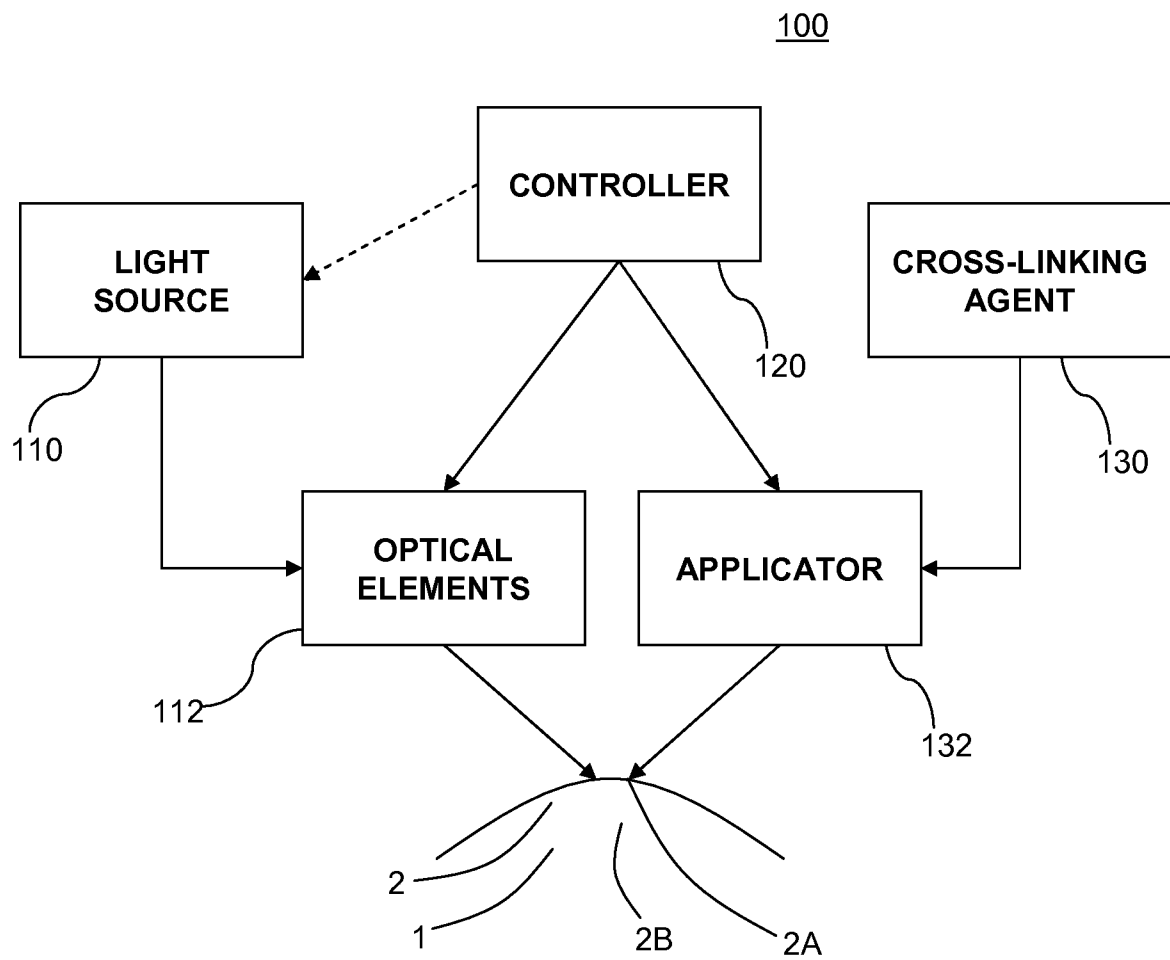 100
CONTROLLER
LIGHT
SOURCE
CROSS-LINKING
AGENT
120
110
130
OPTICAL
ELEMENTS
APPLICATOR
112
132
2
1
2B
2A